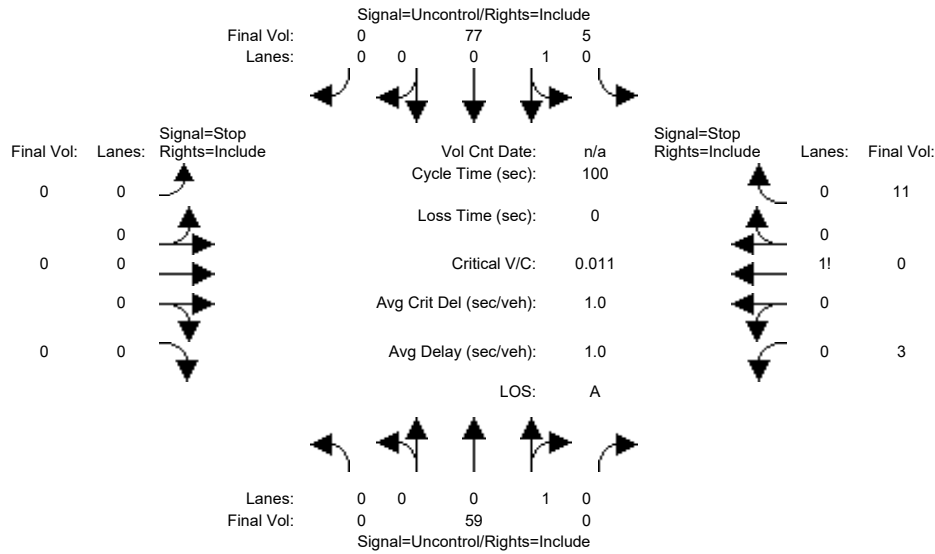 Signal=Uncontrol/Rights=Include
Final Vol: 0 77 5
Lanes: 0 0 0 1 0
Signal=Stop
Final Vol: Lanes: Rights=Include
Vol Cnt Date: n/a
Signal=Stop
Rights=Include Lanes: Final Vol:
Cycle Time (sec): 100
0 0
0 11
Loss Time (sec): 0
0
0
0 0
Critical V/C: 0.011
1! 0
0
Avg Crit Del (sec/veh): 1.0
0
0 0
Avg Delay (sec/veh): 1.0
0 3
LOS: A
Lanes: 0 0 0 1 0
Final Vol: 0 59 0
Signal=Uncontrol/Rights=Include